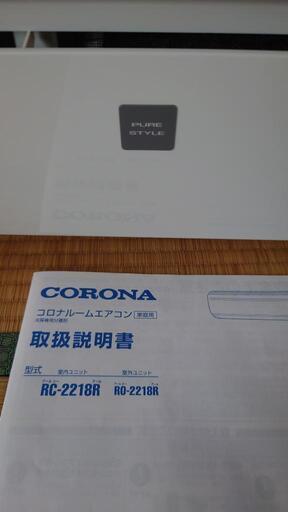 PURE
STYLE
CORONA
コロナルームエアコン 家庭用
取扱説明書
型式 室内ユニット 室外ユニット
RC-2218R RO-2218R